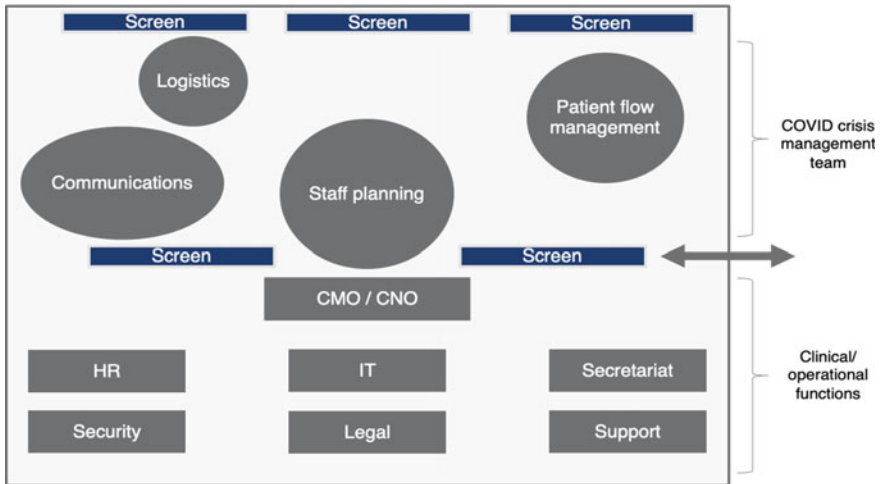 Screen
Screen
Screen
Logistics
Patient flow
management
COVID crisis
management
team
Communications
Staff planning
Screen
Screen
CMO / CNO
HR
IT
Secretariat
Clinical/
operational
functions
Security
Legal
Support